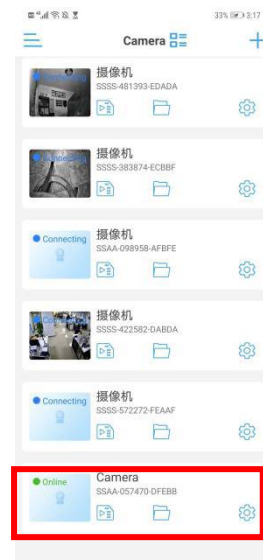 33% 3:17
Camera
摄像机
SSSS-481393-EDADA
摄像机
SSSS-383874-ECBBF
Connecting
摄像机
SSAA-098958-AFBFE
摄像机
SSSS-422582-DABDA
Connecting
摄像机
SSSS-572272-FEAAF
Online
Camera
SSAA-057470-DFEBB